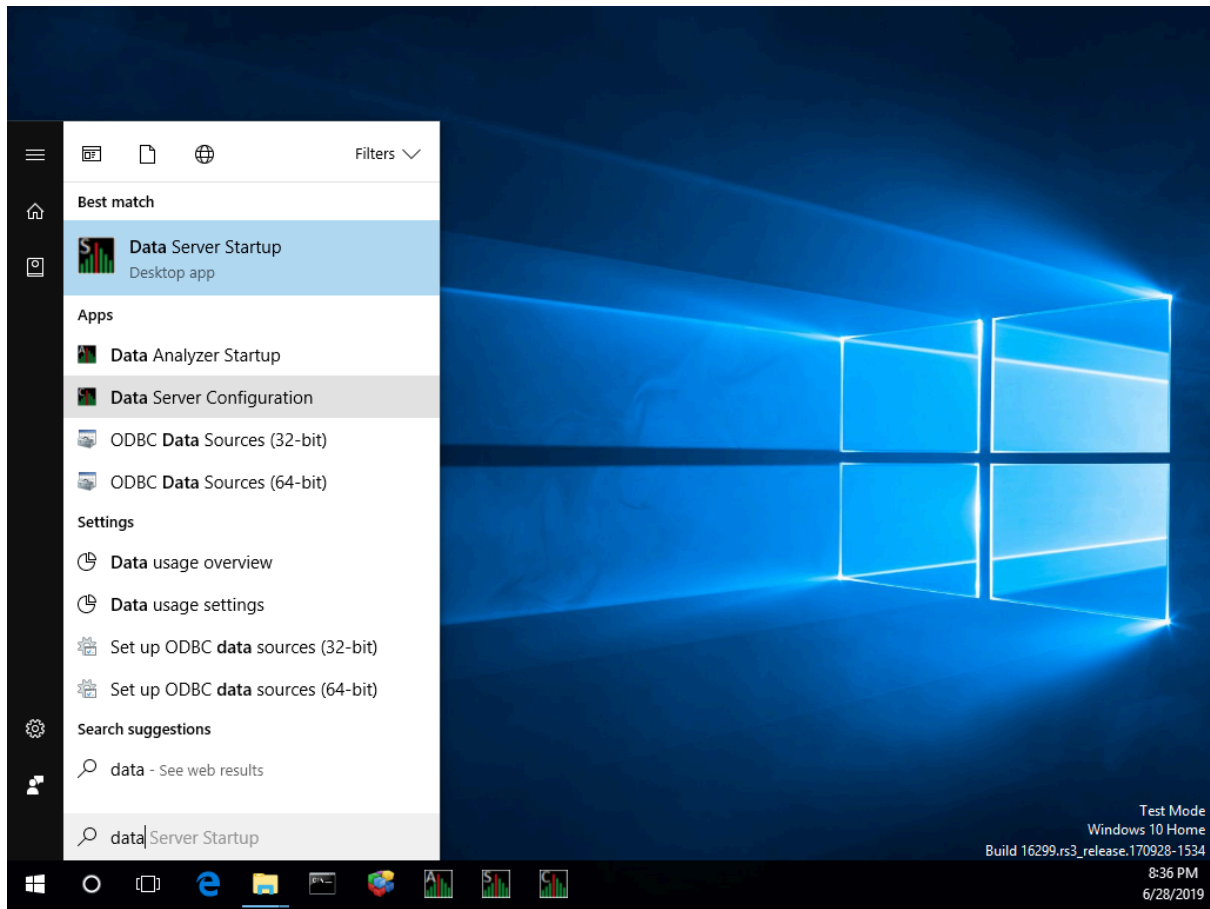 Filters
Best match
Data Server Startup
Desktop app
Apps
Data Analyzer Startup
Data Server Configuration
ODBC Data Sources (32-bit)
ODBC Data Sources (64-bit)
Settings
Data usage overview
Data usage settings
Set up ODBC data sources (32-bit)
Set up ODBC data sources (64-bit)
Search suggestions
data - See web results
data Server Startup
Test Mode
Windows 10 Home
Build 16299.rs3_release.170928-1534
A
S
C
8:36 PM
6/28/2019